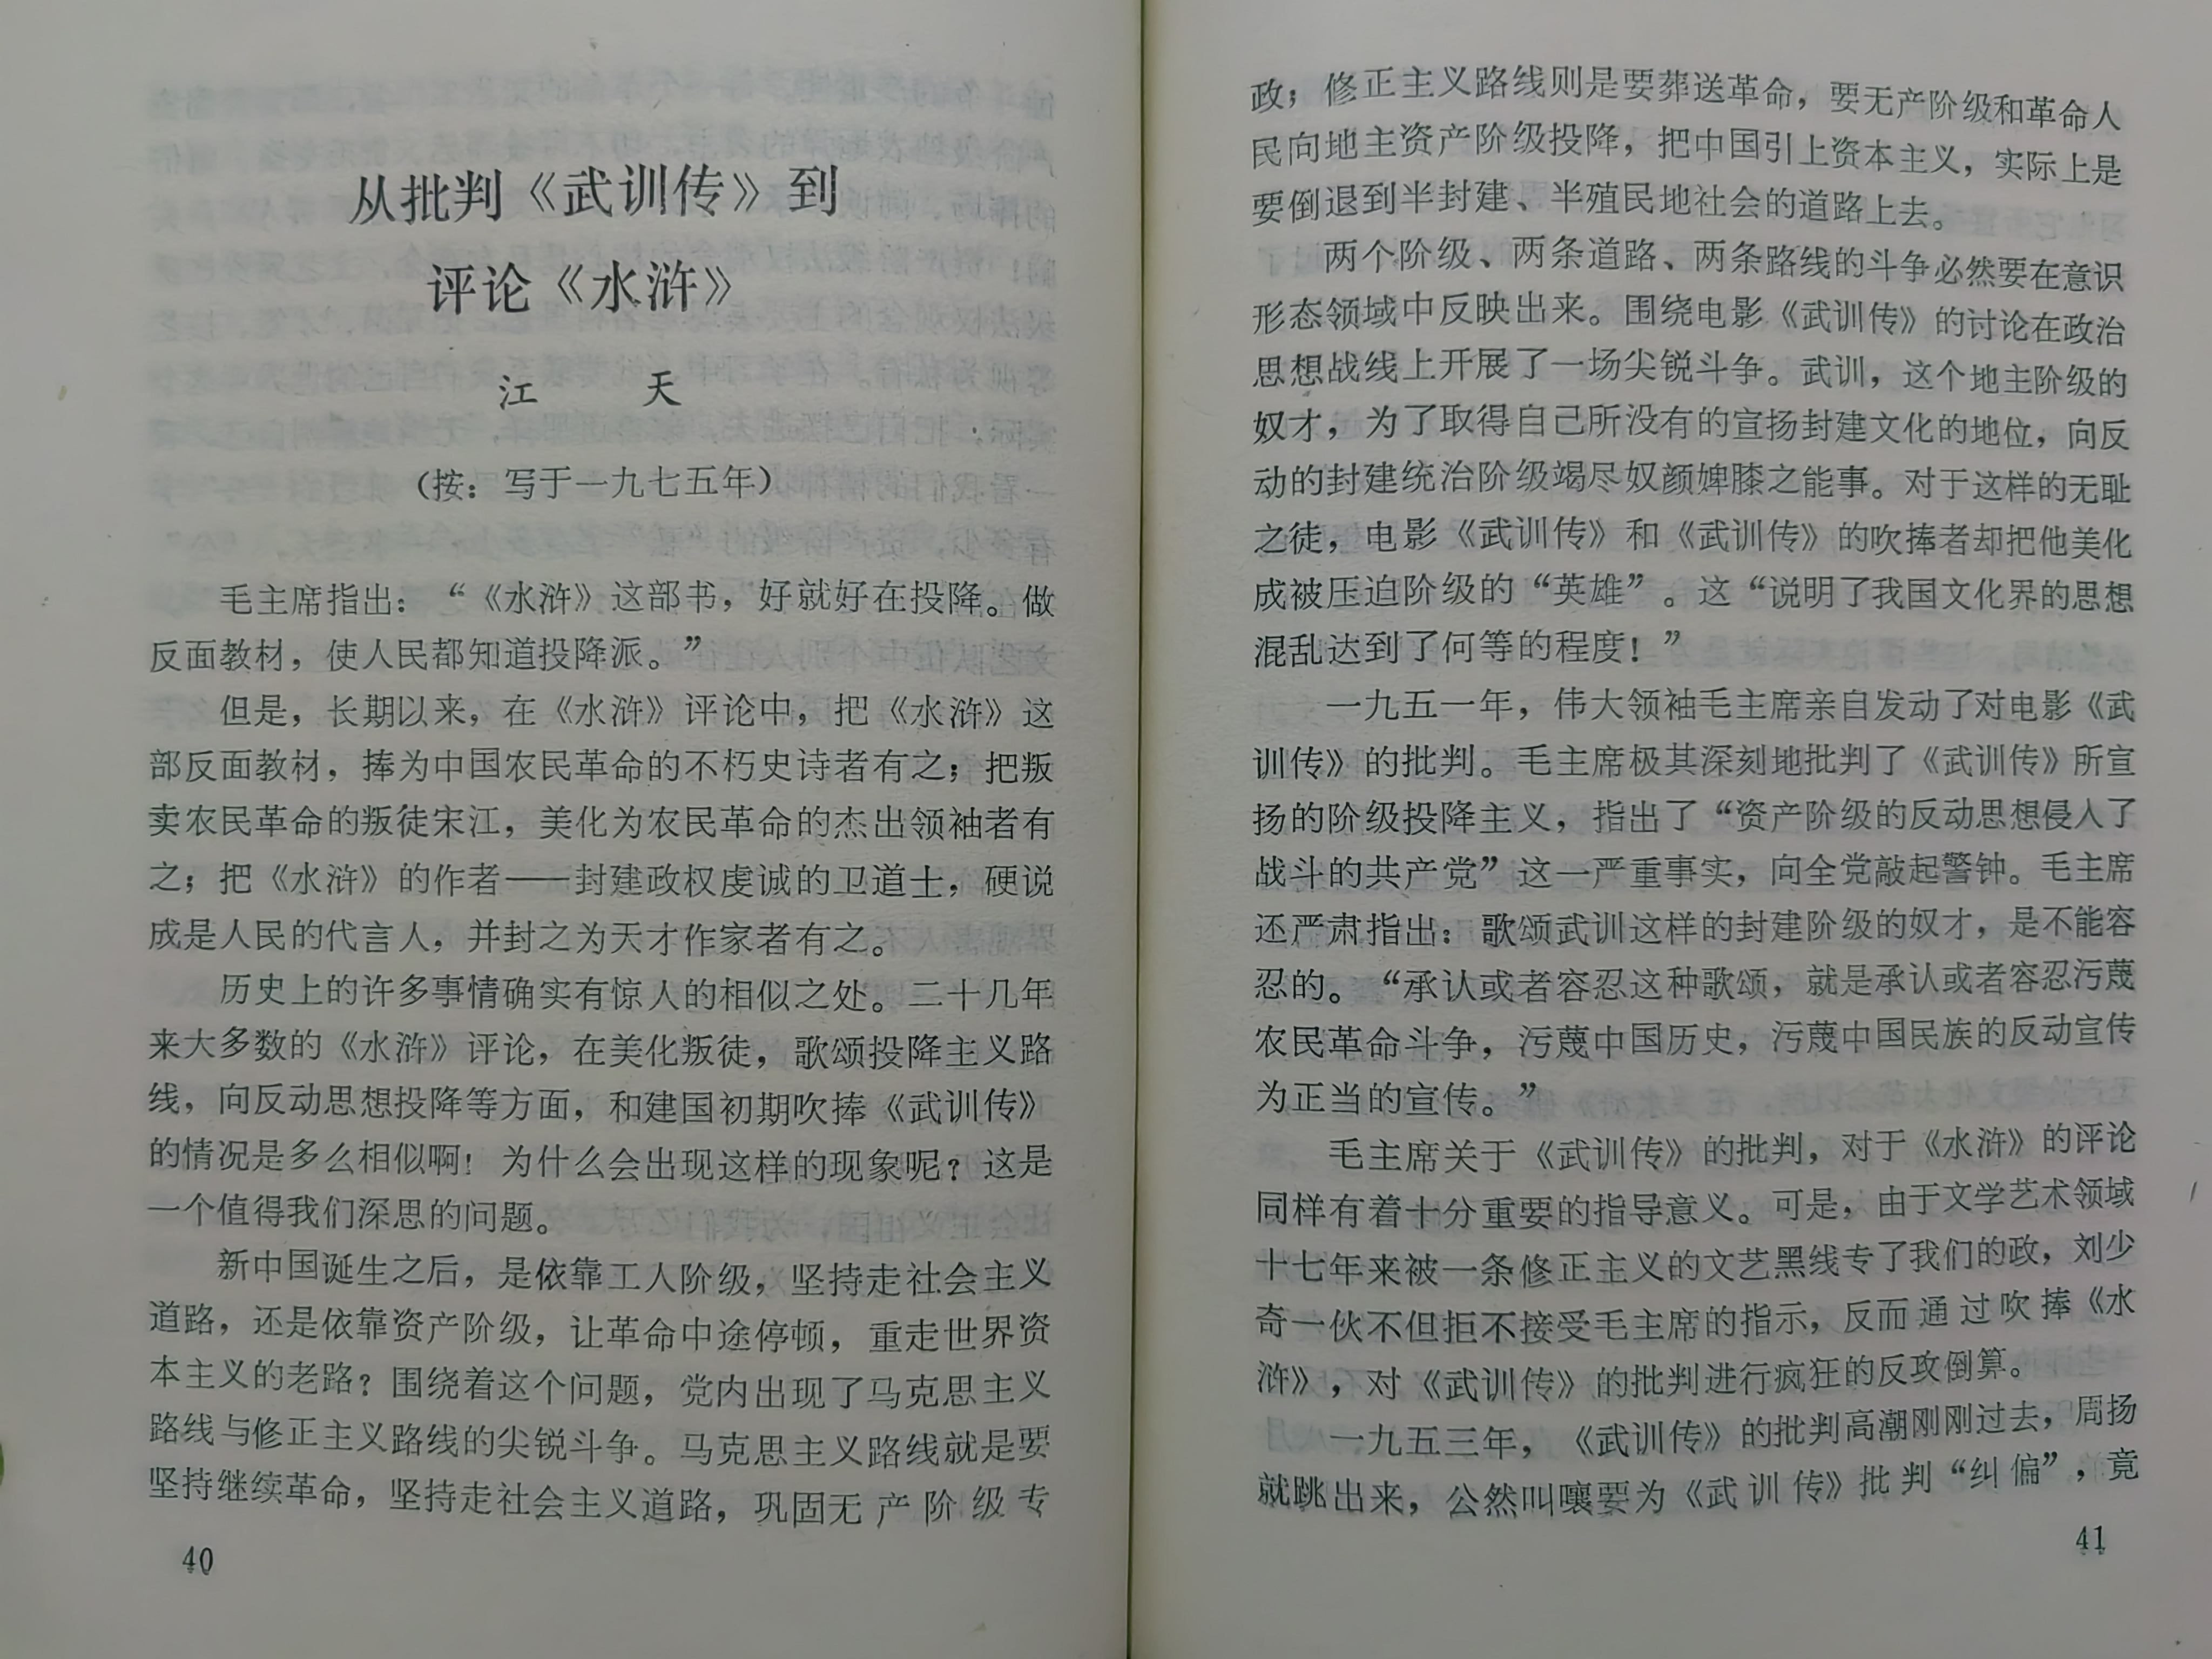 从批判《武训传》到
评论《水浒》
江 天
（按：写于一九七五年）
毛主席指出：“《水浒》这部书，好就好在投降。做
反面教材，使人民都知道投降派。”
但是，长期以来，在《水浒》评论中，把《水浒》这
部反面教材，捧为中国农民革命的不朽史诗者有之；把叛
卖农民革命的叛徒宋江，美化为农民革命的杰出领袖者有
之；把《水浒》的作者——封建政权虔诚的卫道士，硬说
成是人民的代言人，并封之为天才作家者有之。
历史上的许多事情确实有惊人的相似之处。二十几年
来大多数的《水浒》评论，在美化叛徒，歌颂投降主义路
线，向反动思想投降等方面，和建国初期吹捧《武训传》
的情况是多么相似啊！为什么会出现这样的现象呢？这是
一个值得我们深思的问题。
新中国诞生之后，是依靠工人阶级，坚持走社会主义
道路，还是依靠资产阶级，让革命中途停顿，重走世界资
本主义的老路？围绕着这个问题，党内出现了马克思主义
路线与修正主义路线的尖锐斗争。马克思主义路线就是要
坚持继续革命，坚持走社会主义道路，巩固无产阶级专
40
政；修正主义路线则是要葬送革命，要无产阶级和革命人
民向地主资产阶级投降，把中国引上资本主义，实际上是
要倒退到半封建、半殖民地社会的道路上去。
两个阶级、两条道路、两条路线的斗争必然要在意识
形态领域中反映出来。围绕电影《武训传》的讨论在政治
思想战线上开展了一场尖锐斗争。武训，这个地主阶级的
奴才，为了取得自己所没有的宣扬封建文化的地位，向反
动的封建统治阶级竭尽奴颜婢膝之能事。对于这样的无耻
之徒，电影《武训传》和《武训传》的吹捧者却把他美化
成被压迫阶级的“英雄”。这“说明了我国文化界的思想
混乱达到了何等的程度！”
一九五一年，伟大领袖毛主席亲自发动了对电影《武
训传》的批判。毛主席极其深刻地批判了《武训传》所宣
扬的阶级投降主义，指出了“资产阶级的反动思想侵入了
战斗的共产党”这一严重事实，向全党敲起警钟。毛主席
还严肃指出：歌颂武训这样的封建阶级的奴才，是不能容
忍的。“承认或者容忍这种歌颂，就是承认或者容忍污蔑
农民革命斗争，污蔑中国历史，污蔑中国民族的反动宣传
为正当的宣传。”
毛主席关于《武训传》的批判，对于《水浒》的评论
同样有着十分重要的指导意义。可是，由于文学艺术领域
十七年来被一条修正主义的文艺黑线专了我们的政，刘少
奇一伙不但拒不接受毛主席的指示，反而通过吹捧《水
浒》，对《武训传》的批判进行疯狂的反攻倒算。
一九五三年，《武训传》的批判高潮刚刚过去，周扬
就跳出来，公然叫嚷要为《武训传》批判“纠偏”，竟
41